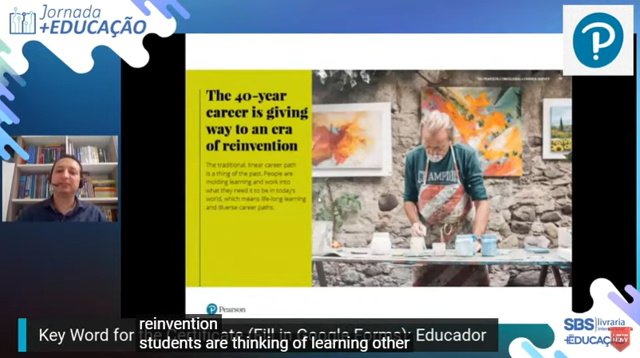 Jornada
+EDUCAÇÃO
The 40-year
career is giving
way to an era
of reinvention
The traditional, linear career path
is a thing of the past. People are
molding learning and work into
what they need it to be in today's
world, which means life-long learning
and diverse career paths.
CHAMPION
Pearson
Key Word for the Certificate (Fill in Google Forms): Educador
reinvention
students are thinking of learning other
SBS livraria
+EDUCAÇÃO